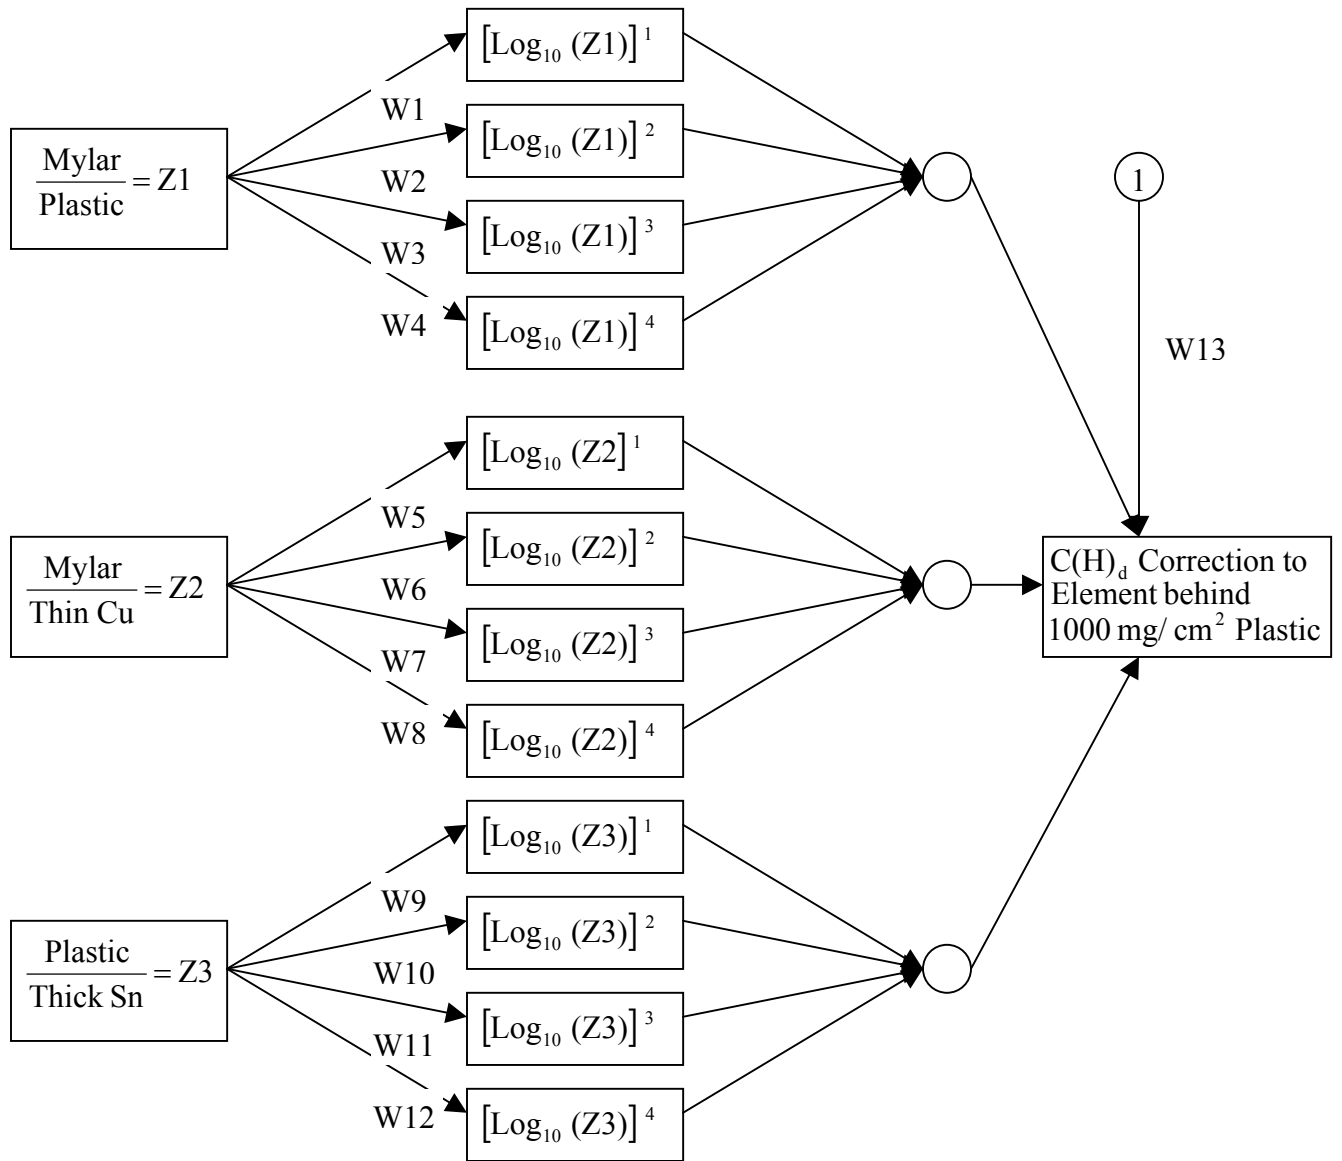 Mylar
Plastic
= Z1
W1
W2
W3
W4
[Log₁₀ (Z1)]¹
[Log₁₀ (Z1)]²
[Log₁₀ (Z1)]³
[Log₁₀ (Z1)]⁴
1
W13
Mylar
Thin Cu
= Z2
W5
W6
W7
W8
[Log₁₀ (Z2]¹
[Log₁₀ (Z2)]²
[Log₁₀ (Z2)]³
[Log₁₀ (Z2)]⁴
C(H)d Correction to
Element behind
1000 mg/ cm² Plastic
Plastic
Thick Sn
= Z3
W9
W10
W11
W12
[Log₁₀ (Z3)]¹
[Log₁₀ (Z3)]²
[Log₁₀ (Z3)]³
[Log₁₀ (Z3)]⁴